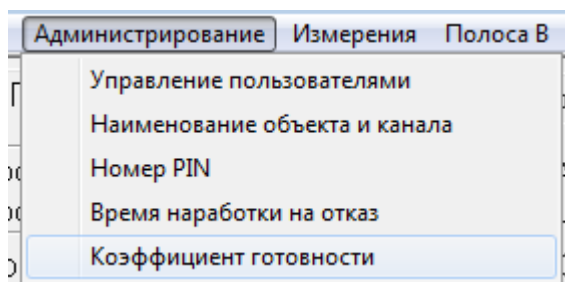 Администрирование Измерения Полоса В
Управление пользователями
Наименование объекта и канала
Номер PIN
Время наработки на отказ
Коэффициент готовности